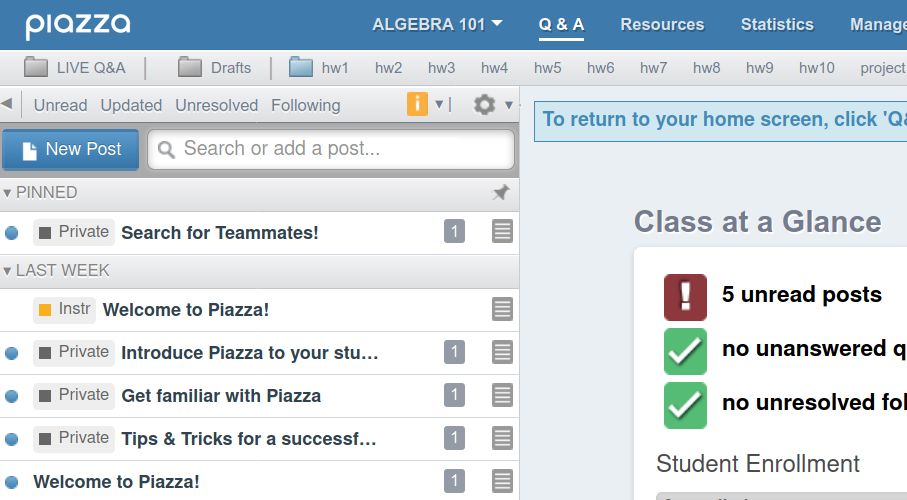 piazza
ALGEBRA 101
Q & A
Resources
Statistics
Manage
LIVE Q&A
Drafts
hw1
hw2
hw3
hw4
hw5
hw6
hw7
hw8
hw9
hw10
project
Unread
Updated
Unresolved
Following
i
New Post
Search or add a post...
To return to your home screen, click 'Q&
PINNED
Private Search for Teammates! 1
LAST WEEK
Instr Welcome to Piazza!
Private Introduce Piazza to your stu... 1
Private Get familiar with Piazza 1
Private Tips & Tricks for a successf... 1
Welcome to Piazza! 1
Class at a Glance
! 5 unread posts
no unanswered q
no unresolved fol
Student Enrollment